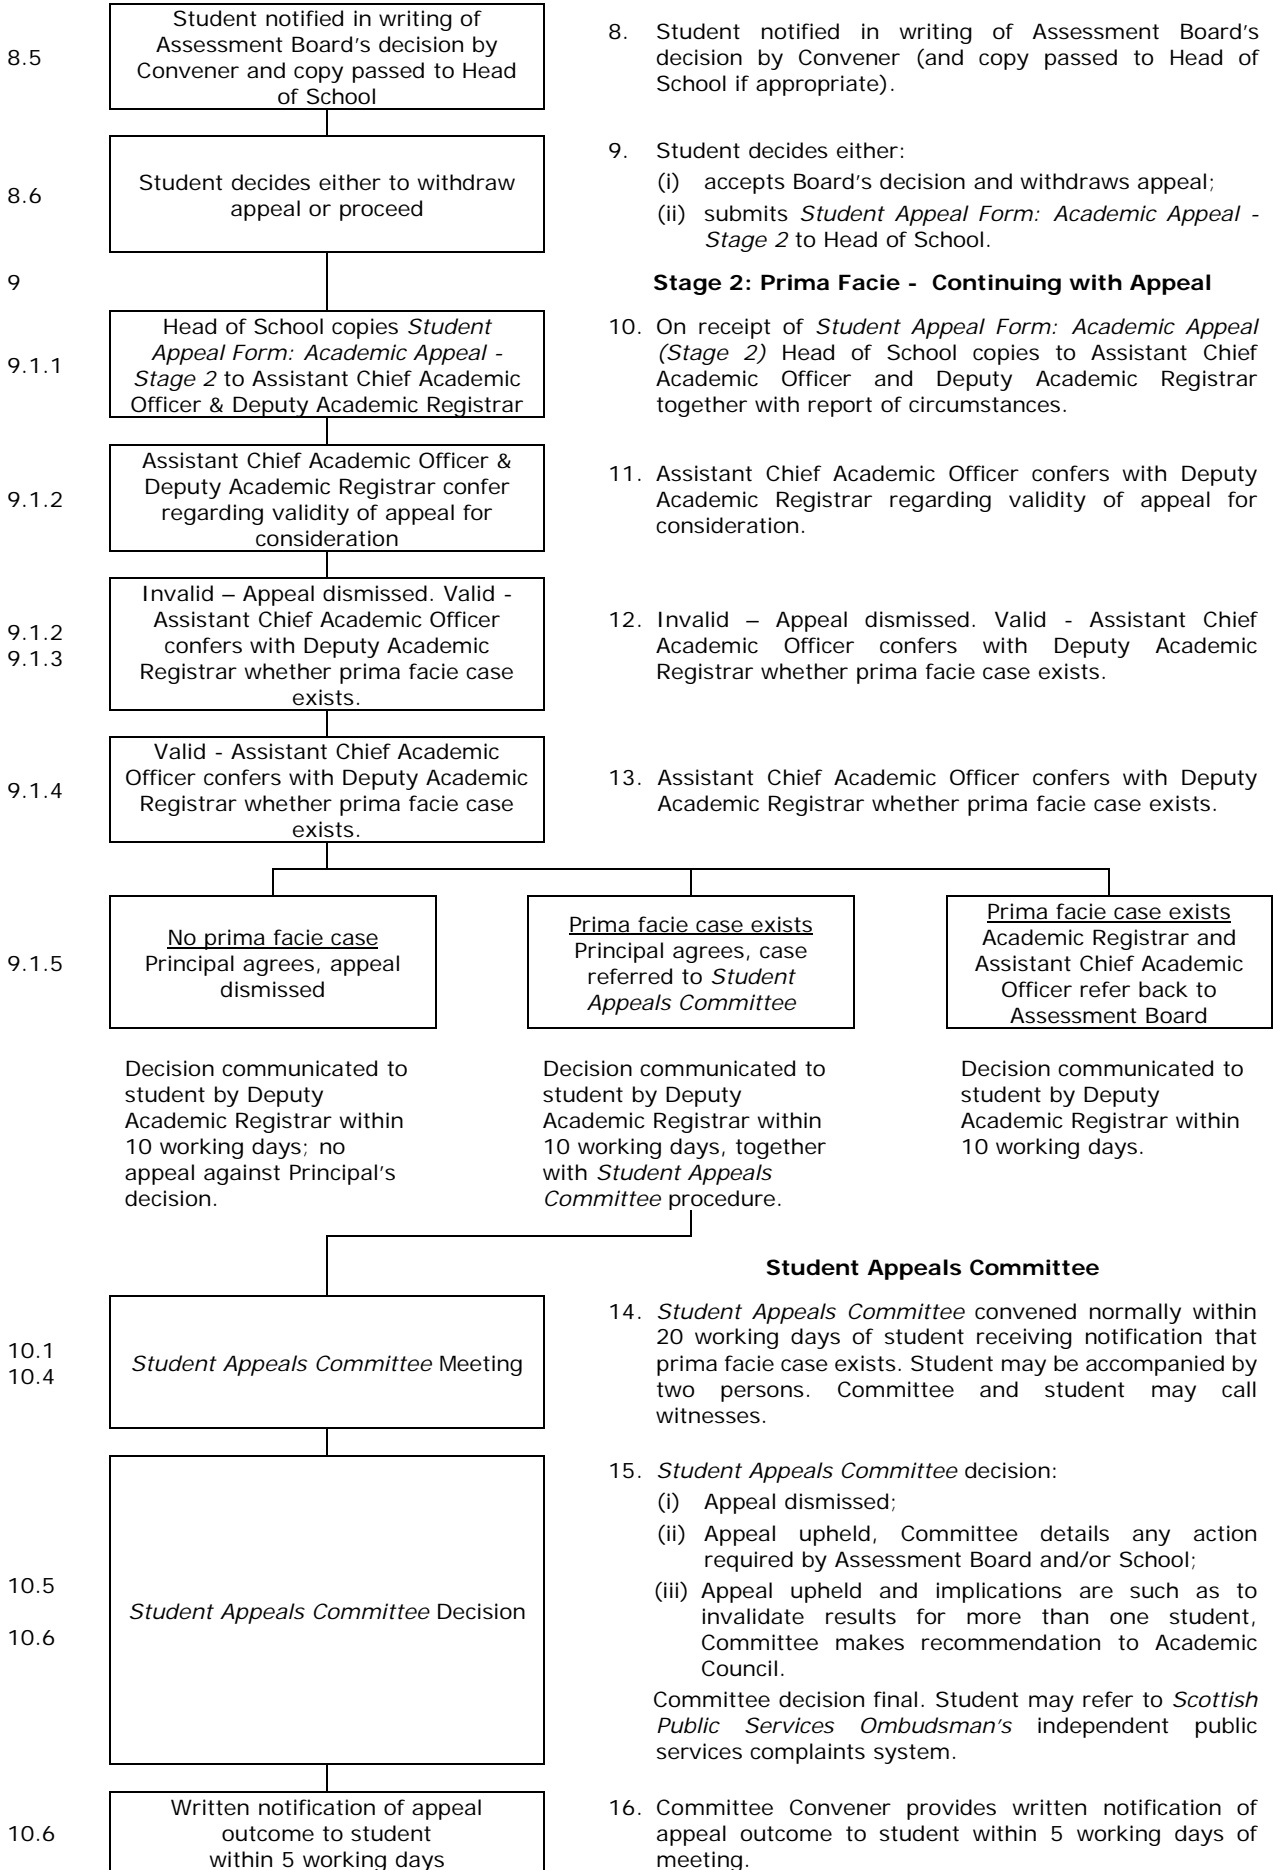 8.5
Student notified in writing of
Assessment Board's decision by
Convener and copy passed to Head
of School
8. Student notified in writing of Assessment Board's
decision by Convener (and copy passed to Head of
School if appropriate).
8.6
Student decides either to withdraw
appeal or proceed
9. Student decides either:
(i) accepts Board's decision and withdraws appeal;
(ii) submits Student Appeal Form: Academic Appeal -
Stage 2 to Head of School.
9
Stage 2: Prima Facie - Continuing with Appeal
9.1.1
Head of School copies Student
Appeal Form: Academic Appeal -
Stage 2 to Assistant Chief Academic
Officer & Deputy Academic Registrar
10. On receipt of Student Appeal Form: Academic Appeal
(Stage 2) Head of School copies to Assistant Chief
Academic Officer and Deputy Academic Registrar
together with report of circumstances.
9.1.2
Assistant Chief Academic Officer &
Deputy Academic Registrar confer
regarding validity of appeal for
consideration
11. Assistant Chief Academic Officer confers with Deputy
Academic Registrar regarding validity of appeal for
consideration.
9.1.2
9.1.3
Invalid – Appeal dismissed. Valid -
Assistant Chief Academic Officer
confers with Deputy Academic
Registrar whether prima facie case
exists.
12. Invalid – Appeal dismissed. Valid - Assistant Chief
Academic Officer confers with Deputy Academic
Registrar whether prima facie case exists.
9.1.4
Valid - Assistant Chief Academic
Officer confers with Deputy Academic
Registrar whether prima facie case
exists.
13. Assistant Chief Academic Officer confers with Deputy
Academic Registrar whether prima facie case exists.
9.1.5
No prima facie case
Principal agrees, appeal
dismissed
Prima facie case exists
Principal agrees, case
referred to Student
Appeals Committee
Prima facie case exists
Academic Registrar and
Assistant Chief Academic
Officer refer back to
Assessment Board
Decision communicated to
student by Deputy
Academic Registrar within
10 working days; no
appeal against Principal's
decision.
Decision communicated to
student by Deputy
Academic Registrar within
10 working days, together
with Student Appeals
Committee procedure.
Decision communicated to
student by Deputy
Academic Registrar within
10 working days.
Student Appeals Committee
10.1
10.4
Student Appeals Committee Meeting
14. Student Appeals Committee convened normally within
20 working days of student receiving notification that
prima facie case exists. Student may be accompanied by
two persons. Committee and student may call
witnesses.
10.5
10.6
Student Appeals Committee Decision
15. Student Appeals Committee decision:
(i) Appeal dismissed;
(ii) Appeal upheld, Committee details any action
required by Assessment Board and/or School;
(iii) Appeal upheld and implications are such as to
invalidate results for more than one student,
Committee makes recommendation to Academic
Council.
Committee decision final. Student may refer to Scottish
Public Services Ombudsman's independent public
services complaints system.
10.6
Written notification of appeal
outcome to student
within 5 working days
16. Committee Convener provides written notification of
appeal outcome to student within 5 working days of
meeting.